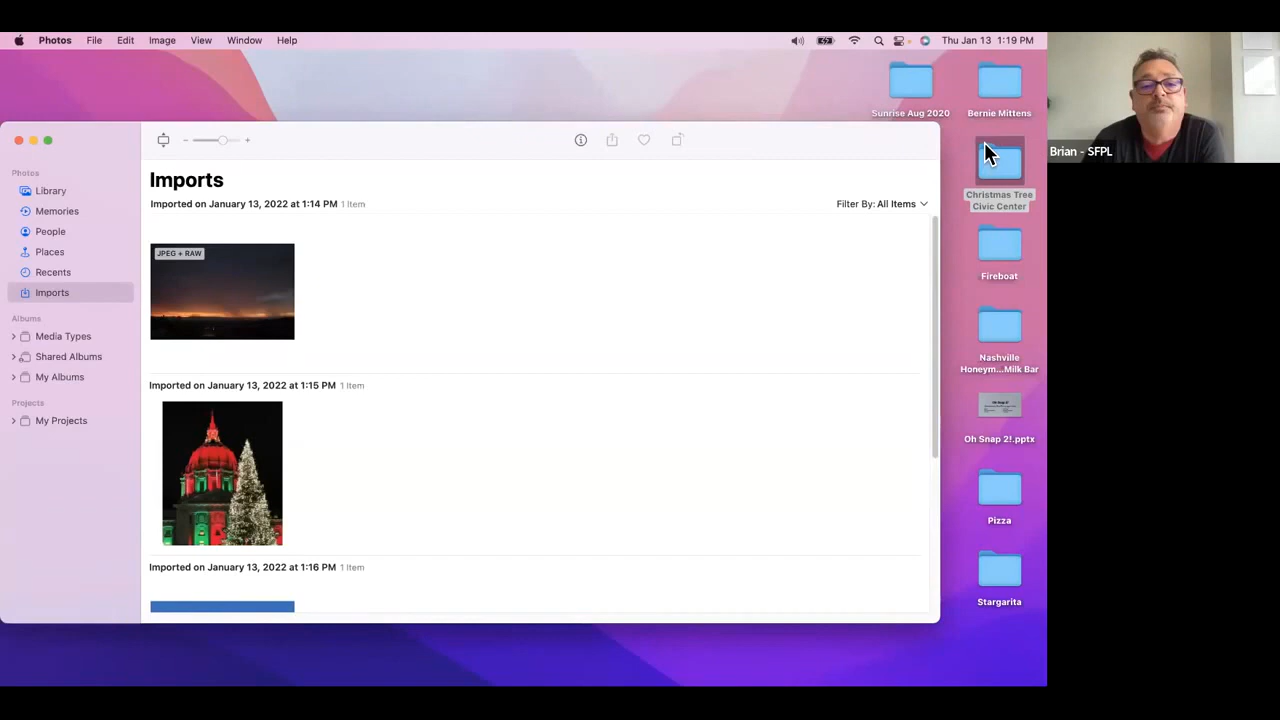 Photos File Edit Image View Window Help
Thu Jan 13 1:19 PM
Sunrise Aug 2020
Bernie Mittens
Brian - SFPL
Photos
Library
Memories
People
Places
Recents
Imports
Albums
Media Types
Shared Albums
My Albums
Projects
My Projects
Imports
Imported on January 13, 2022 at 1:14 PM 1 Item
Filter By: All Items
JPEG + RAW
Imported on January 13, 2022 at 1:15 PM 1 Item
Imported on January 13, 2022 at 1:16 PM 1 Item
Christmas Tree
Civic Center
Fireboat
Nashville
Honeym...Milk Bar
Oh Snap 2!.pptx
Pizza
Stargarita